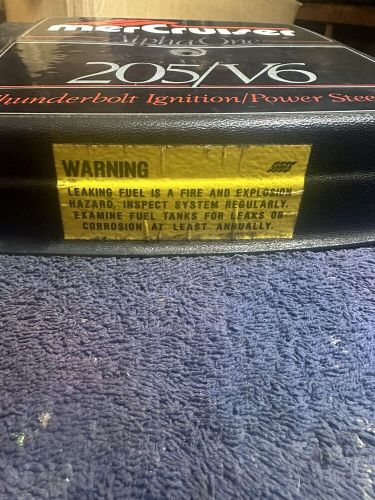 merCruiser
Alpha One
205/V6
Thunderbolt Ignition/Power Stee
WARNING
LEAKING FUEL IS A FIRE AND EXPLOSION
HAZARD, INSPECT SYSTEM REGULARLY.
EXAMINE FUEL TANKS FOR LEAKS OR
CORROSION AT LEAST ANNUALLY.